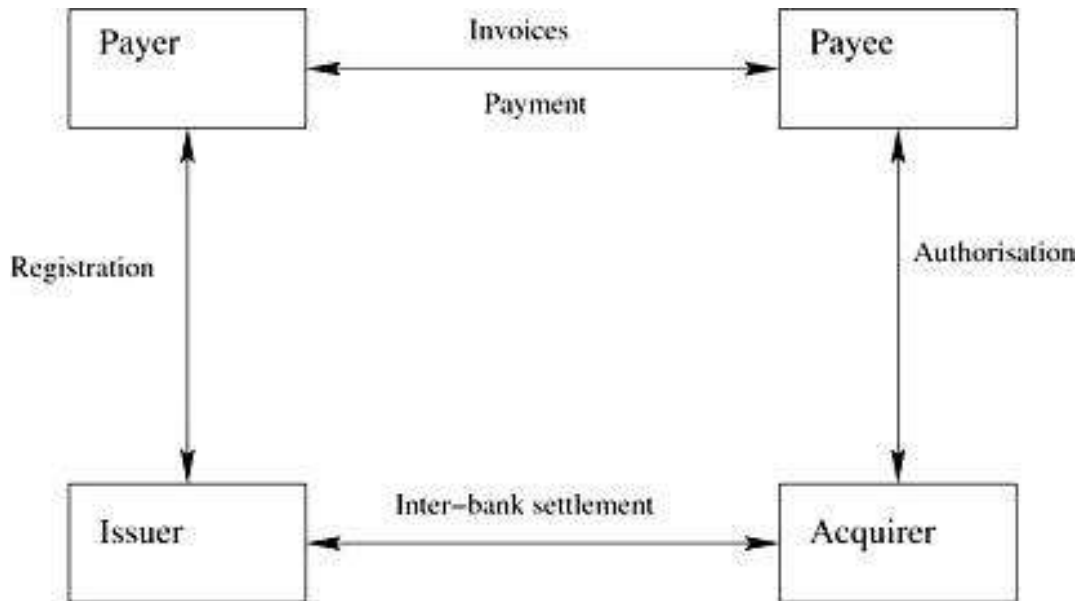 Payer
Invoices
Payee
Payment
Registration
Authorisation
Inter-bank settlement
Issuer
Acquirer